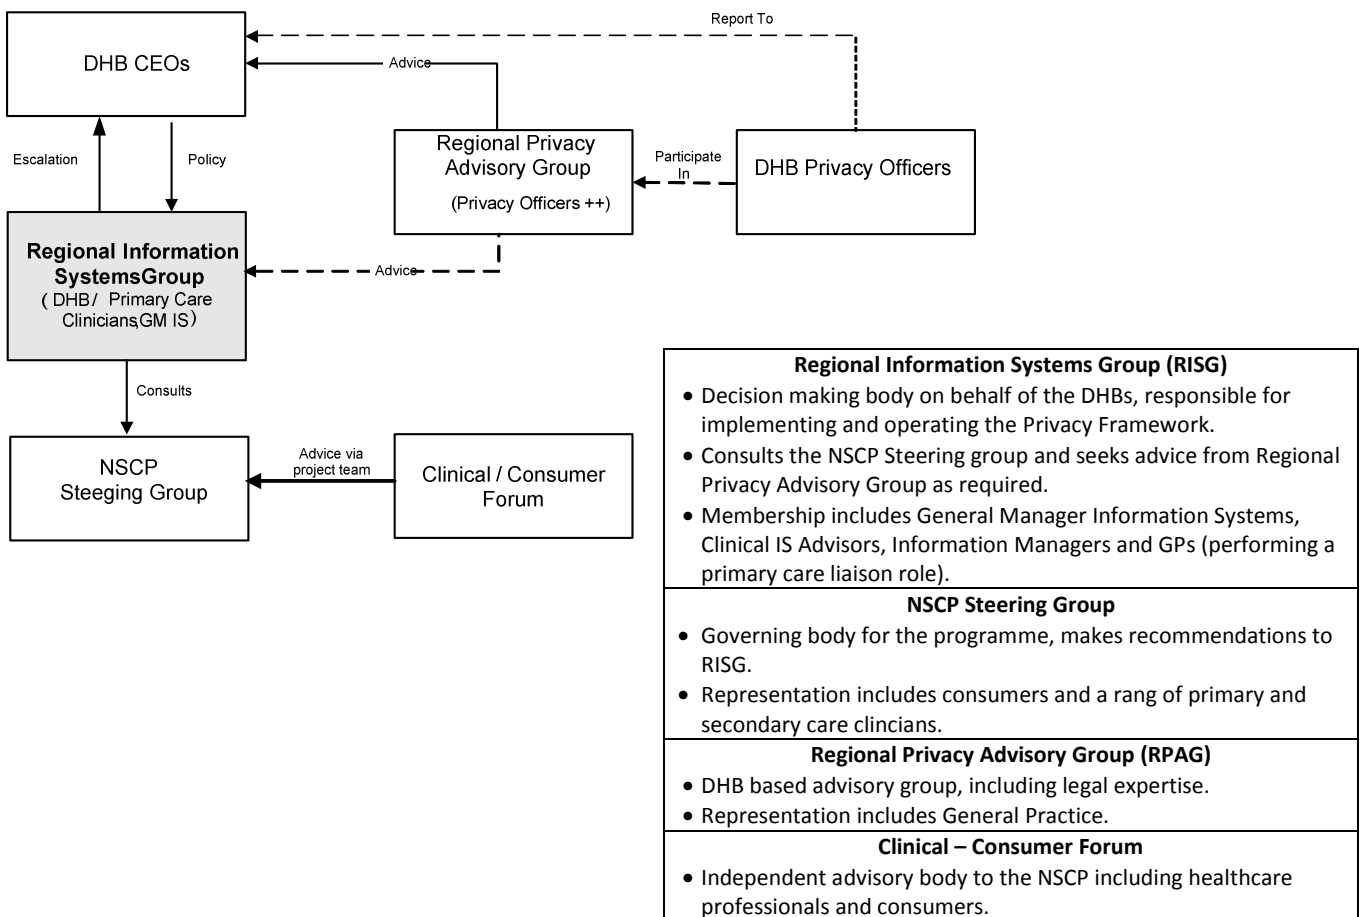 Report To
DHB CEOs
Advice
Escalation
Policy
Regional Privacy
Advisory Group
(Privacy Officers ++)
Participate
In
DHB Privacy Officers
Regional Information
SystemsGroup
( DHB/ Primary Care
Clinicians,GM IS)
Advice
Consults
NSCP
Steeging Group
Advice via
project team
Clinical / Consumer
Forum
Regional Information Systems Group (RISG)
• Decision making body on behalf of the DHBs, responsible for
implementing and operating the Privacy Framework.
• Consults the NSCP Steering group and seeks advice from Regional
Privacy Advisory Group as required.
• Membership includes General Manager Information Systems,
Clinical IS Advisors, Information Managers and GPs (performing a
primary care liaison role).
NSCP Steering Group
• Governing body for the programme, makes recommendations to
RISG.
• Representation includes consumers and a rang of primary and
secondary care clincians.
Regional Privacy Advisory Group (RPAG)
• DHB based advisory group, including legal expertise.
• Representation includes General Practice.
Clinical – Consumer Forum
• Independent advisory body to the NSCP including healthcare
professionals and consumers.